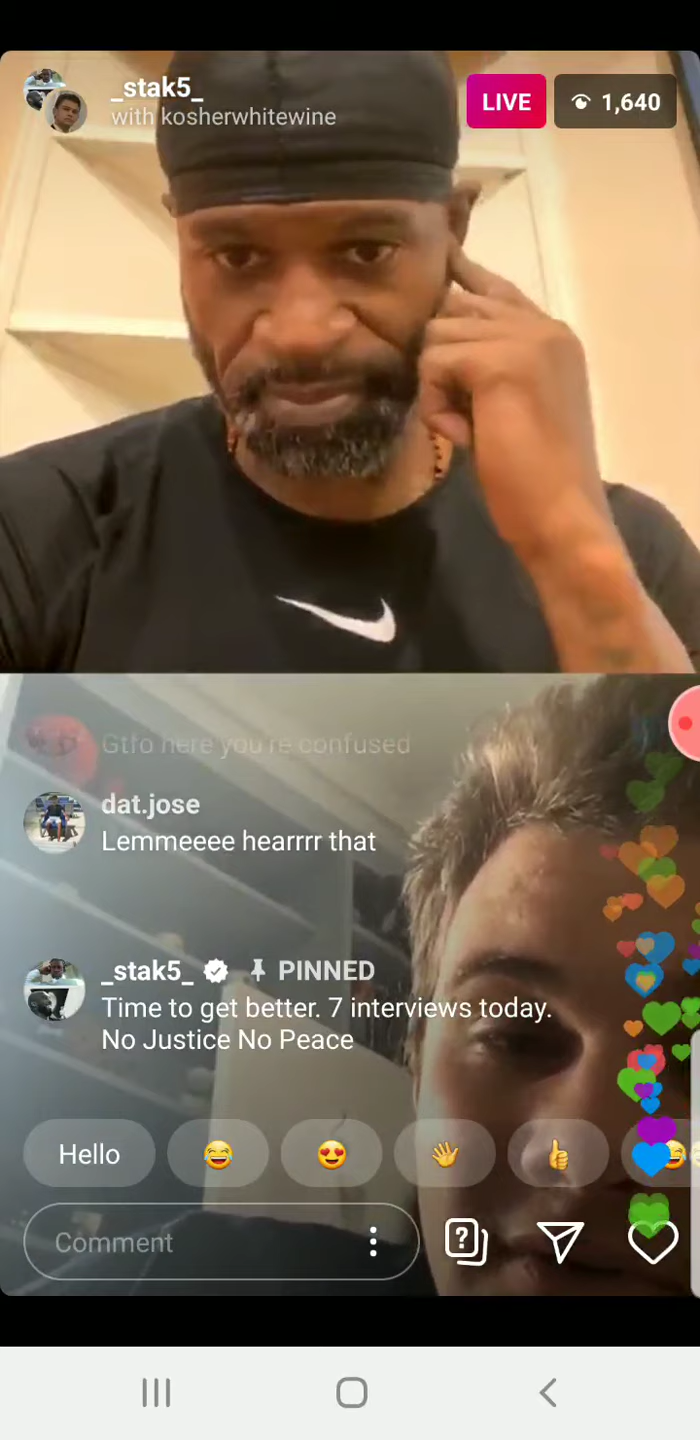 _stak5_
with kosherwhitewine
LIVE
1,640
Gtfo here you're confused
dat.jose
Lemmeeee hearrrr that
_stak5_ PINNED
Time to get better. 7 interviews today.
No Justice No Peace
Hello
Comment